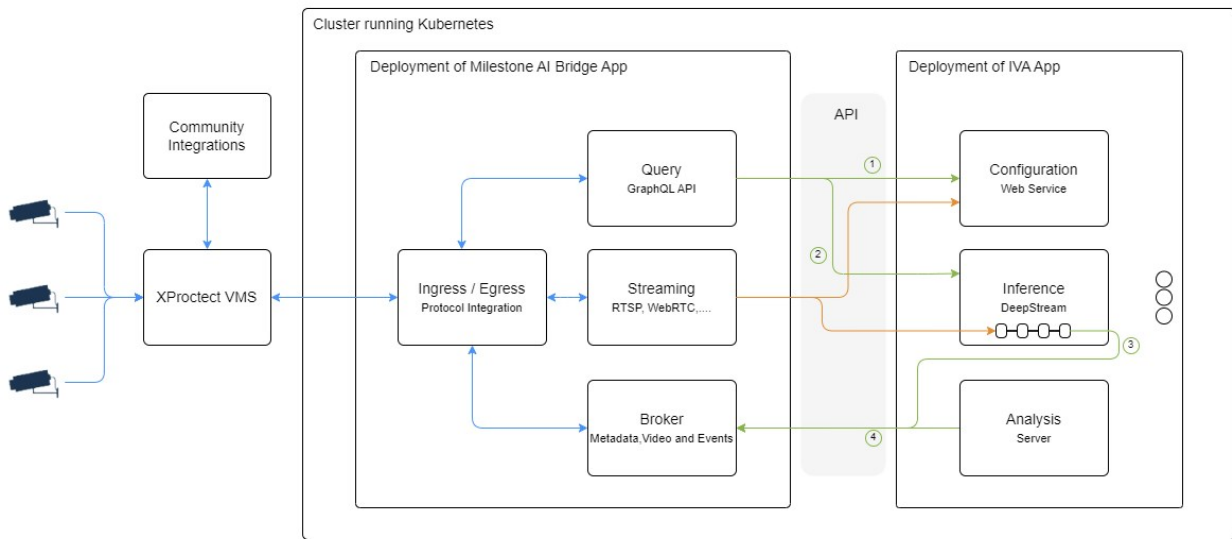 Cluster running Kubernetes
Deployment of Milestone AI Bridge App
Deployment of IVA App
Community
Integrations
API
Query
GraphQL API
1
Configuration
Web Service
XProctect VMS
Ingress / Egress
Protocol Integration
Streaming
RTSP, WebRTC,....
2
Inference
DeepStream
3
Broker
Metadata,Video and Events
4
Analysis
Server